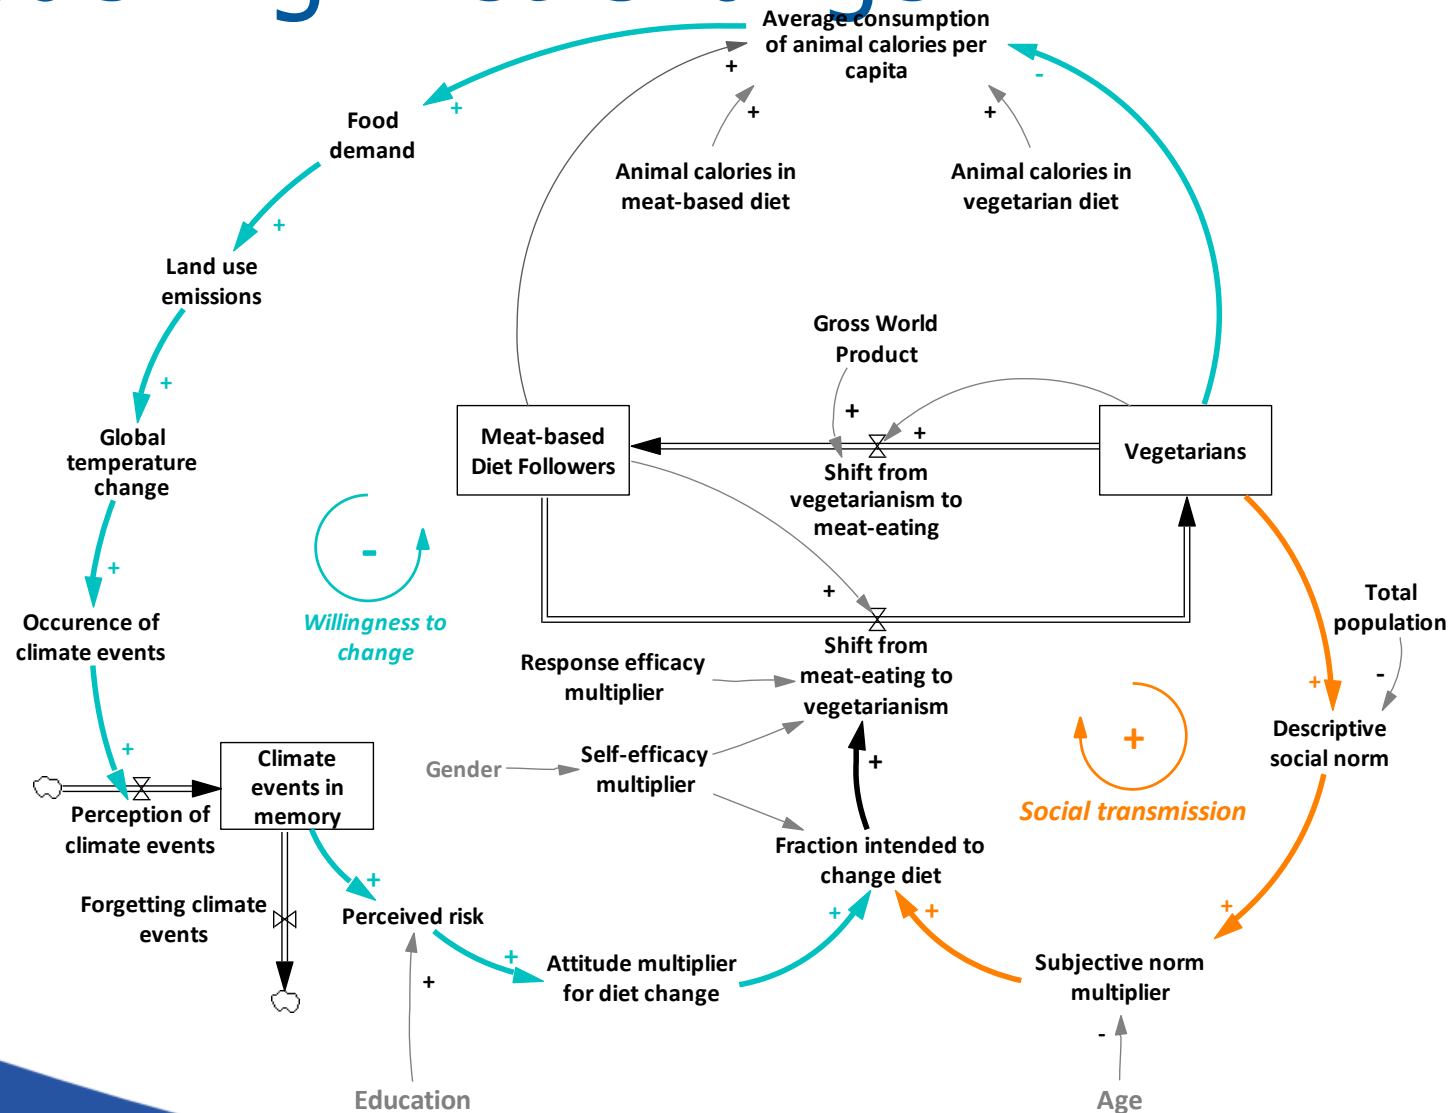 Average consumption
of animal calories per
capita
-
+
+
+
+
Food
demand
Animal calories in
meat-based diet
Animal calories in
vegetarian diet
+
Land use
emissions
Gross World
Product
+
+
+
Meat-based
Diet Followers
Vegetarians
Shift from
vegetarianism to
meat-eating
Global
temperature
change
-
Willingness to
change
+
Occurence of
climate events
+
Total
population
-
Shift from
meat-eating to
vegetarianism
Response efficacy
multiplier
+
Descriptive
social norm
+
Social transmission
Gender
Self-efficacy
multiplier
+
+
Climate
events in
memory
Perception of
climate events
Fraction intended to
change diet
+
Forgetting climate
events
Perceived risk
+
+
+
+
Attitude multiplier
for diet change
Subjective norm
multiplier
+
-
Education
Age